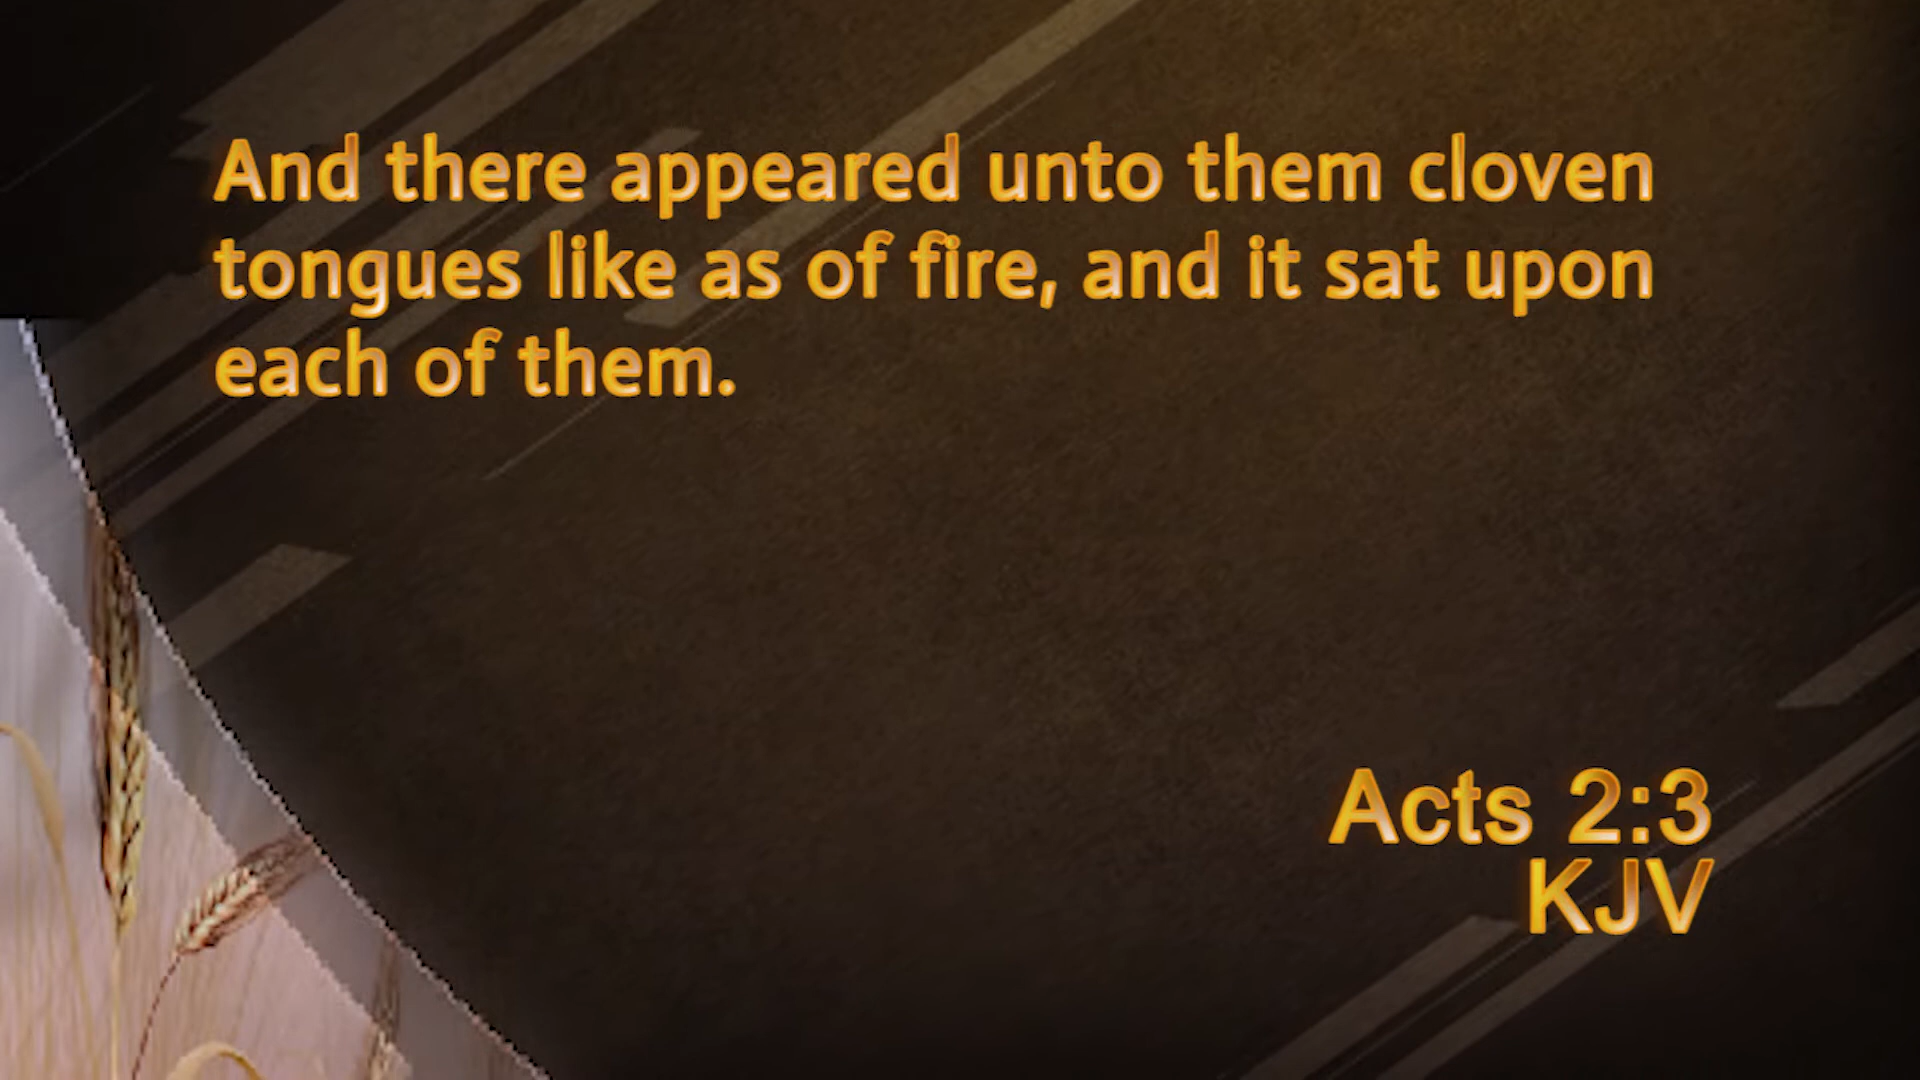 And there appeared unto them cloven
tongues like as of fire, and it sat upon
each of them.
Acts 2:3
KJV